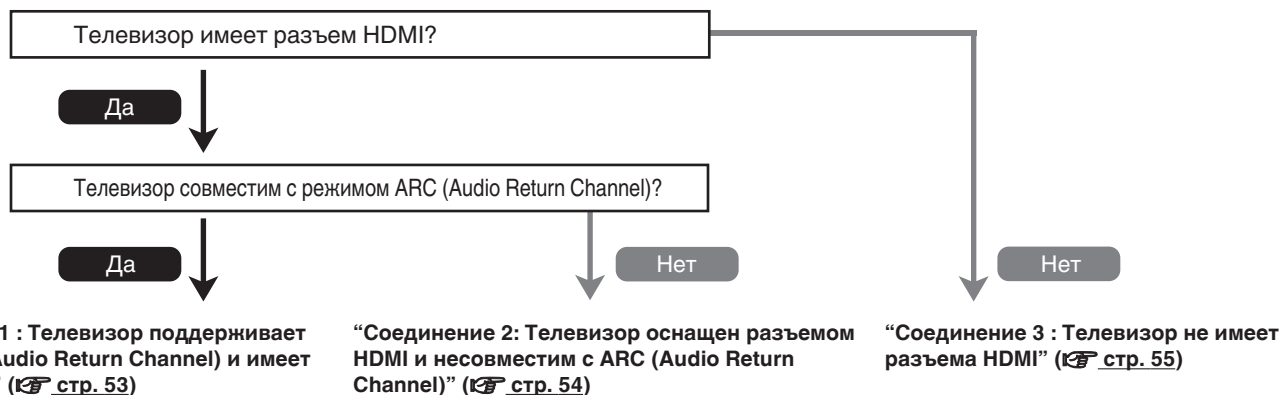 Телевизор имеет разъем HDMI?
Да
Телевизор совместим с режимом ARC (Audio Return Channel)?
Да
Нет
Нет
1 : Телевизор поддерживает
Audio Return Channel) и имеет
” (стр. 53)
“Соединение 2: Телевизор оснащен разъемом
HDMI и несовместим с ARC (Audio Return
Channel)” (стр. 54)
“Соединение 3 : Телевизор не имеет
разъема HDMI” (стр. 55)